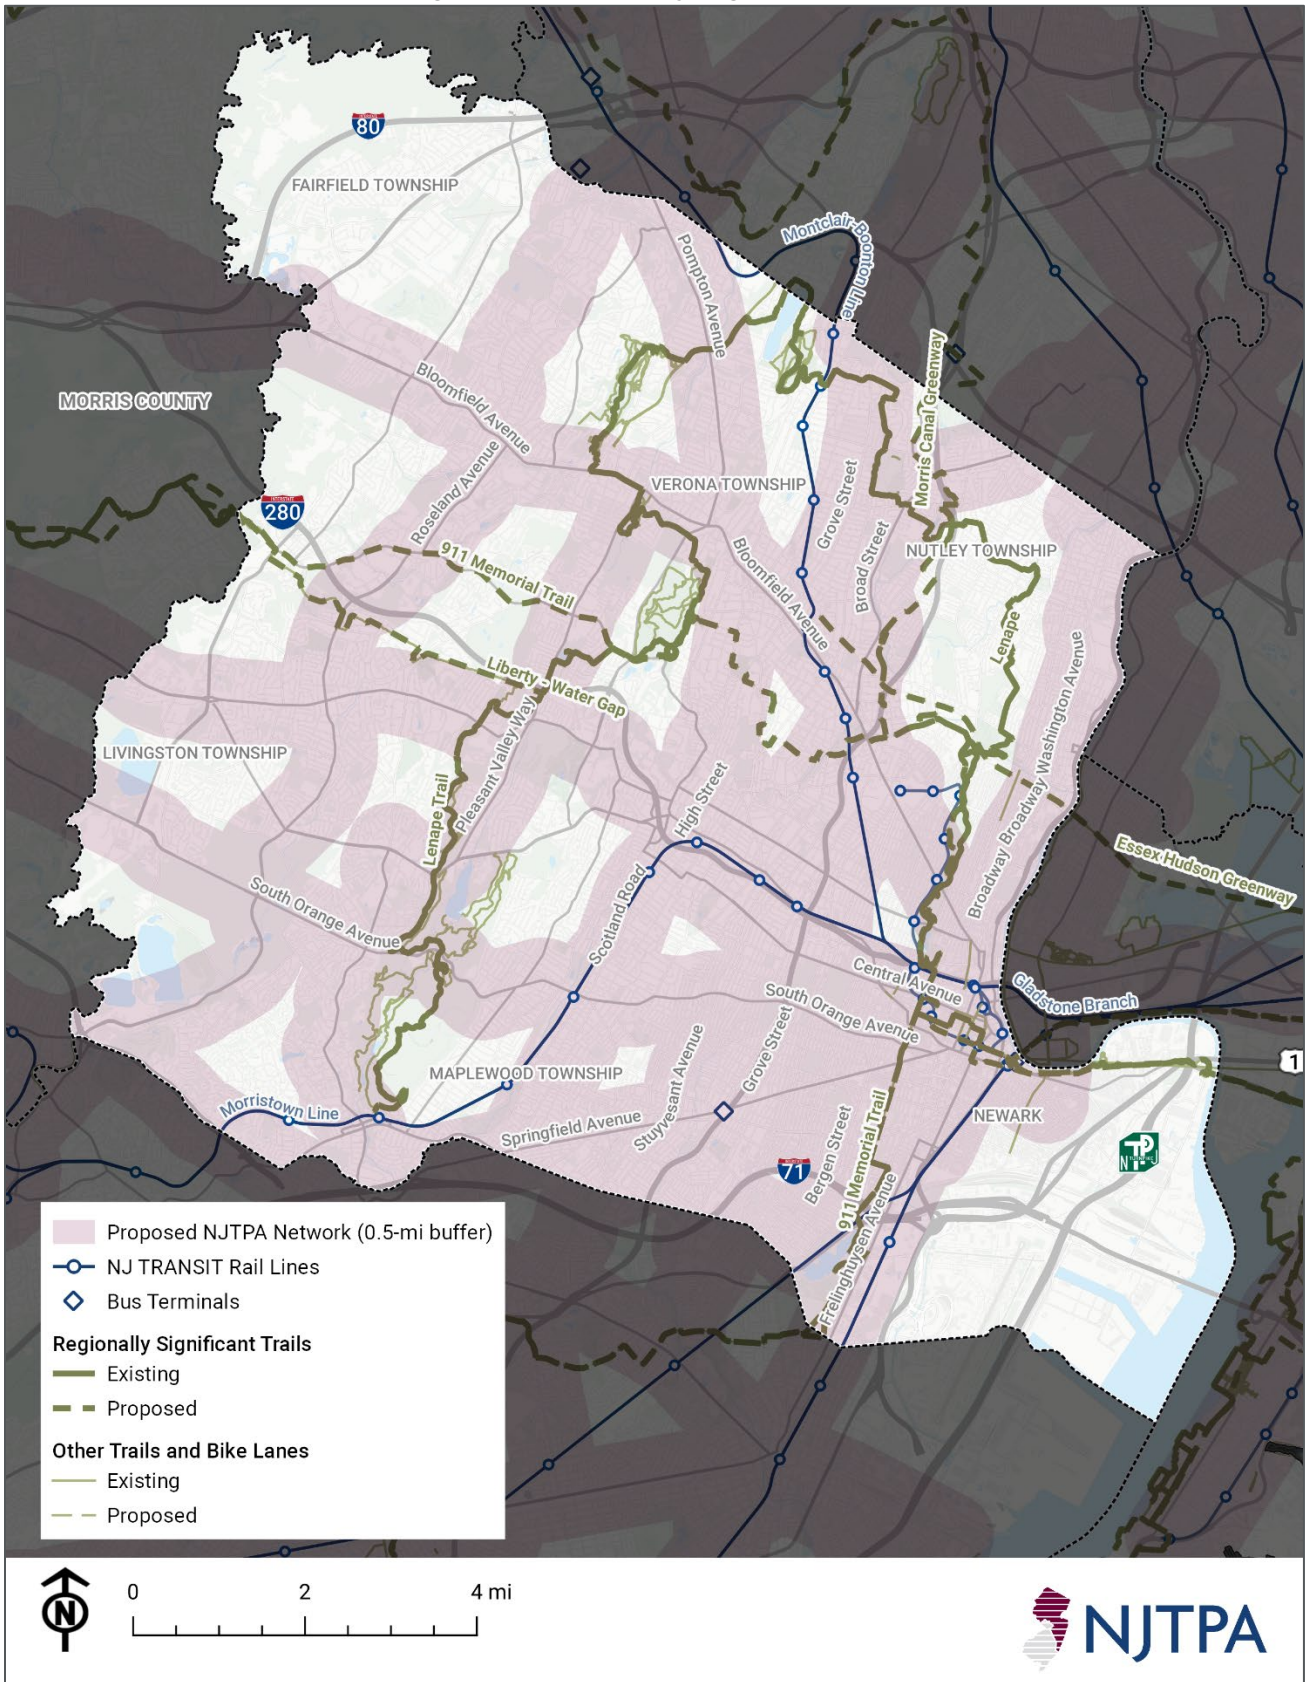 80
FAIRFIELD TOWNSHIP
Montclair-Boonton Line
Pompton Avenue
Morris Canal Greenway
MORRIS COUNTY
Bloomfield Avenue
Roseland Avenue
VERONA TOWNSHIP
Grove Street
280
Broad Street
NUTLEY TOWNSHIP
911 Memorial Trail
Bloomfield Avenue
Lenape
Liberty - Water Gap
Pleasant Valley Way
Broadway Broadway Washington Avenue
LIVINGSTON TOWNSHIP
High Street
Lenape Trail
Essex Hudson Greenway
South Orange Avenue
Scotland Road
Central Avenue
Gladstone Branch
South Orange Avenue
Grove Street
Stuyvesant Avenue
1
MAPLEWOOD TOWNSHIP
Morristown Line
Springfield Avenue
NEWARK
Bergen Street
911 Memorial Trail
71
Frelinghuysen Avenue
Proposed NJTPA Network (0.5-mi buffer)
NJ TRANSIT Rail Lines
Bus Terminals
Regionally Significant Trails
Existing
Proposed
Other Trails and Bike Lanes
Existing
Proposed
N
0 2 4 mi
NJTPA